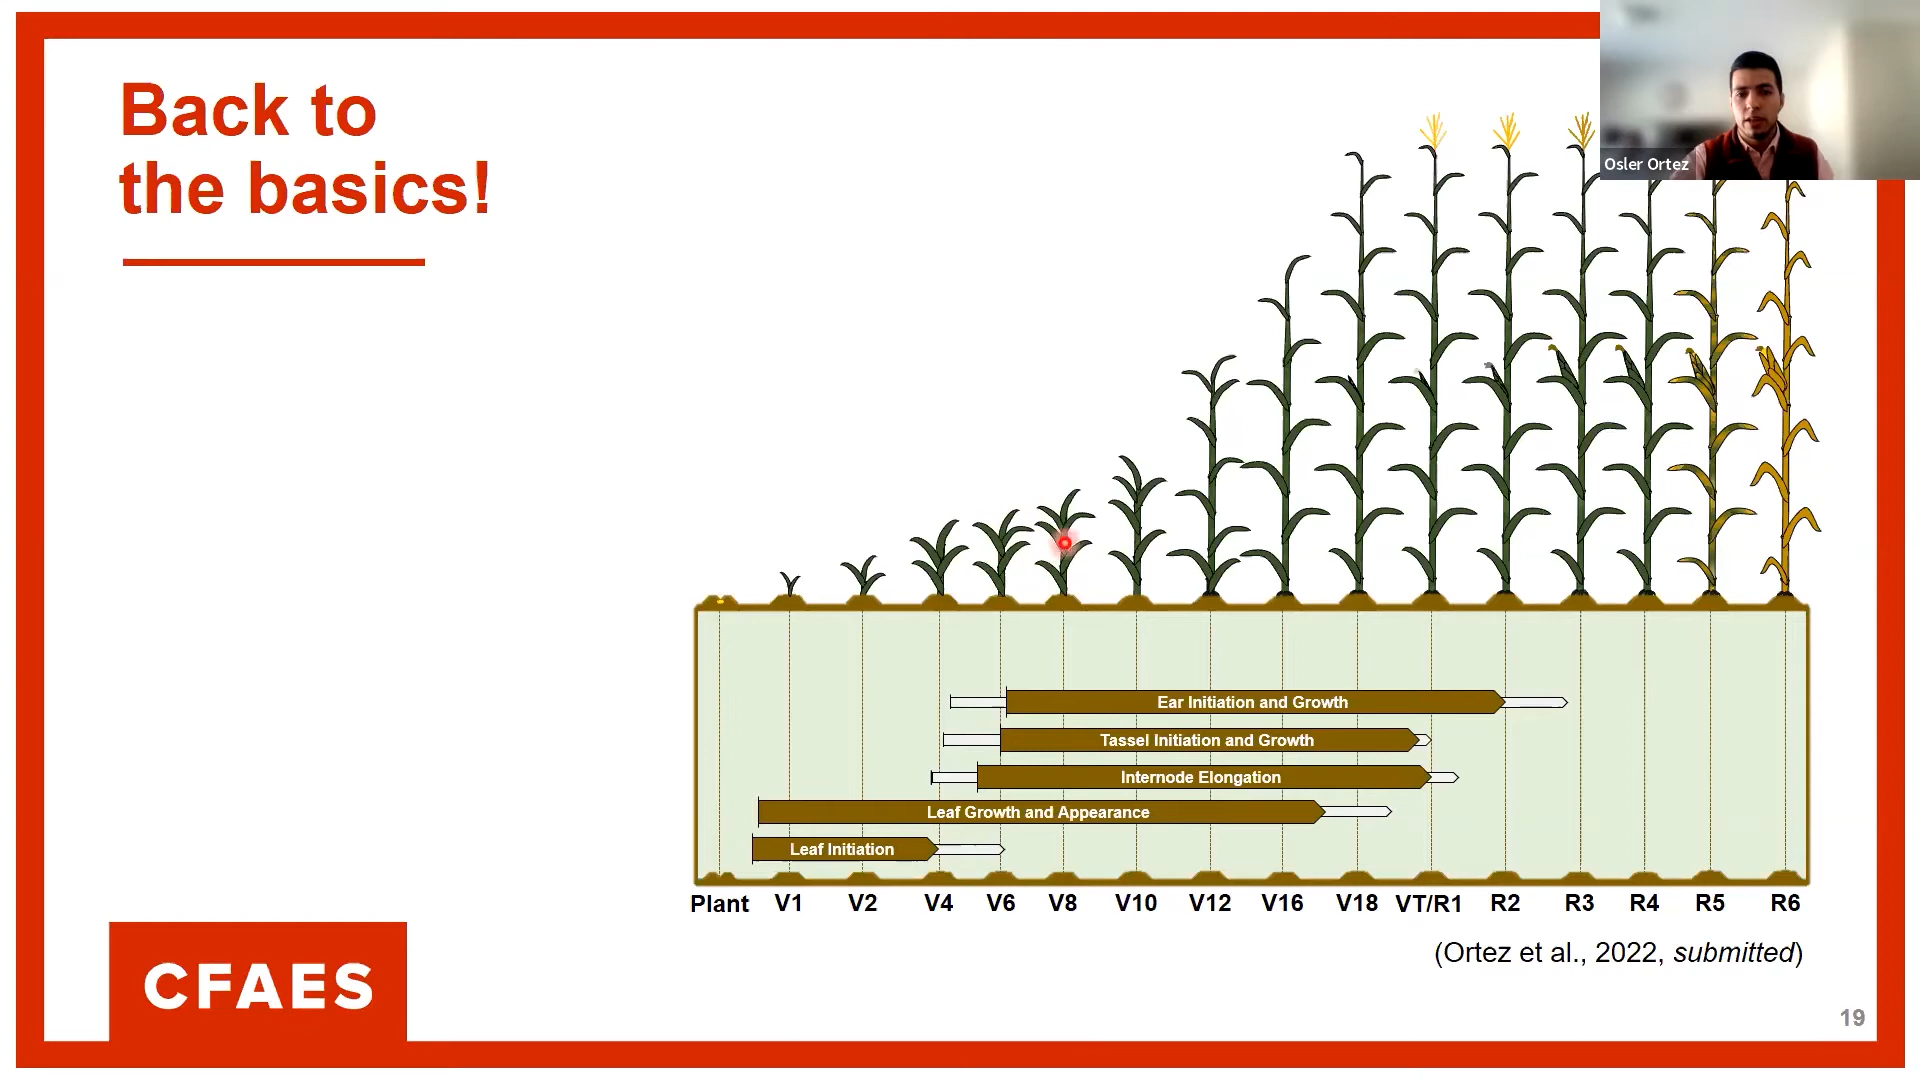 Back to
the basics!
Osler Ortez
Ear Initiation and Growth
Tassel Initiation and Growth
Internode Elongation
Leaf Growth and Appearance
Leaf Initiation
Plant V1 V2 V4 V6 V8 V10 V12 V16 V18 VT/R1 R2 R3 R4 R5 R6
(Ortez et al., 2022, submitted)
CFAES
19